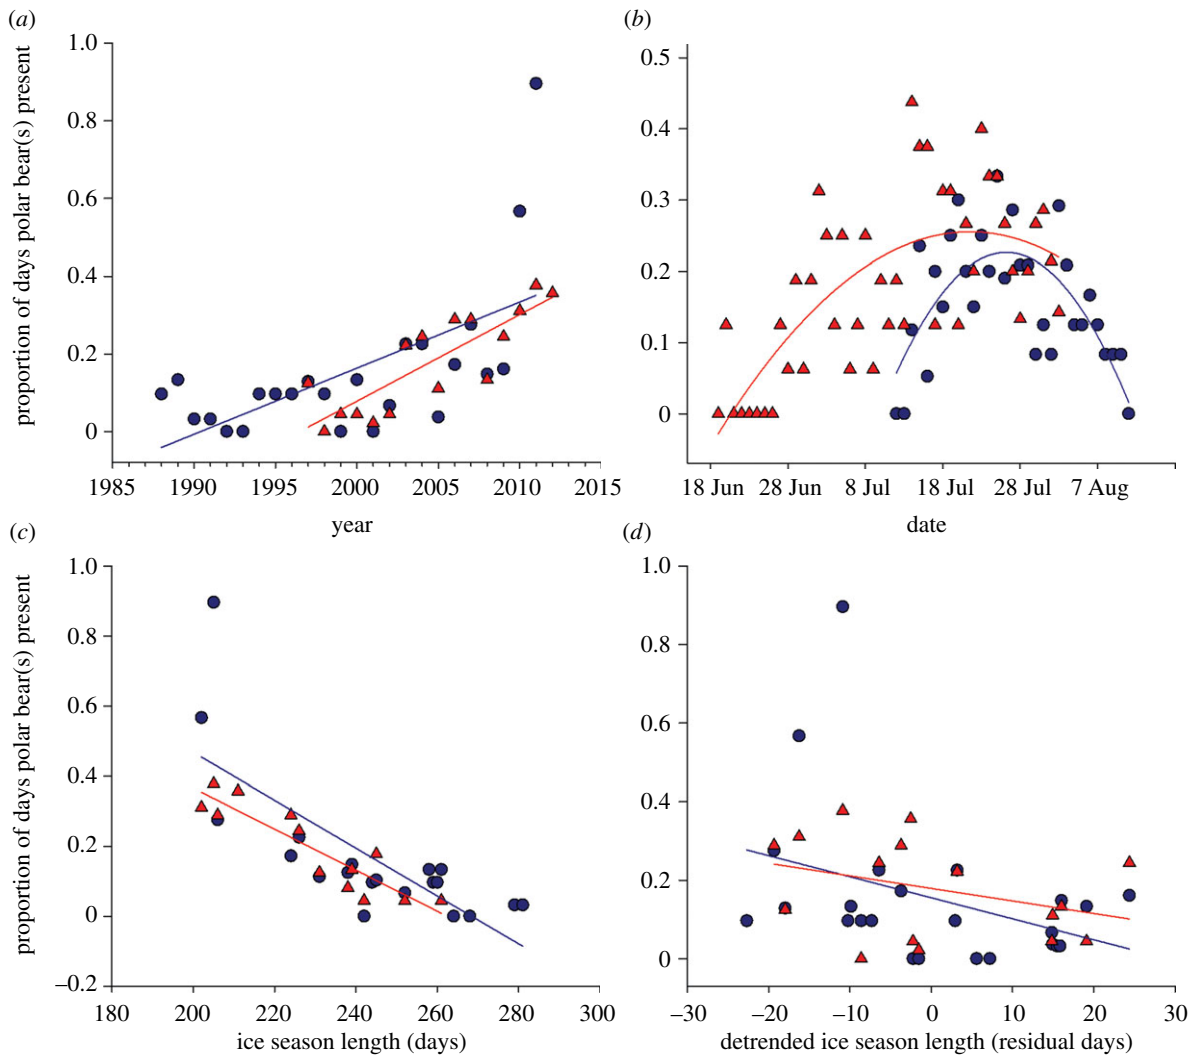 (a)
proportion of days polar bear(s) present
1.0
0.8
0.6
0.4
0.2
0
1985 1990 1995 2000 2005 2010 2015
year
(b)
0.5
0.4
0.3
0.2
0.1
0
18 Jun 28 Jun 8 Jul 18 Jul 28 Jul 7 Aug
date
(c)
proportion of days polar bear(s) present
1.0
0.8
0.6
0.4
0.2
0
−0.2
180 200 220 240 260 280 300
ice season length (days)
(d)
1.0
0.8
0.6
0.4
0.2
0
−30 −20 −10 0 10 20 30
detrended ice season length (residual days)